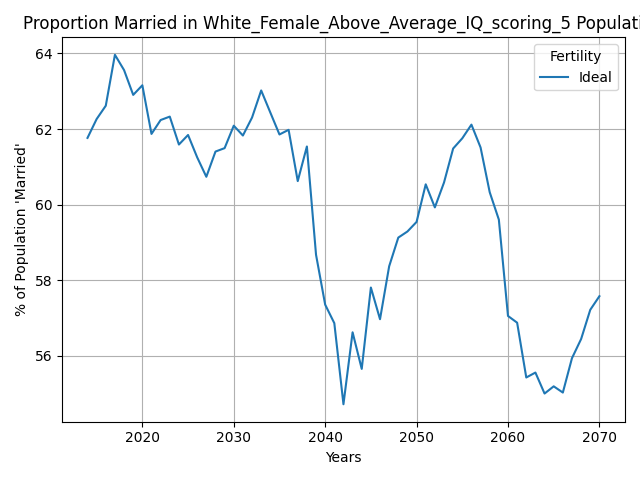 Proportion Married in White_Female_Above_Average_IQ_scoring_5 Populati
64
62
60
58
56
% of Population 'Married'
Fertility
Ideal
2020 2030 2040 2050 2060 2070
Years